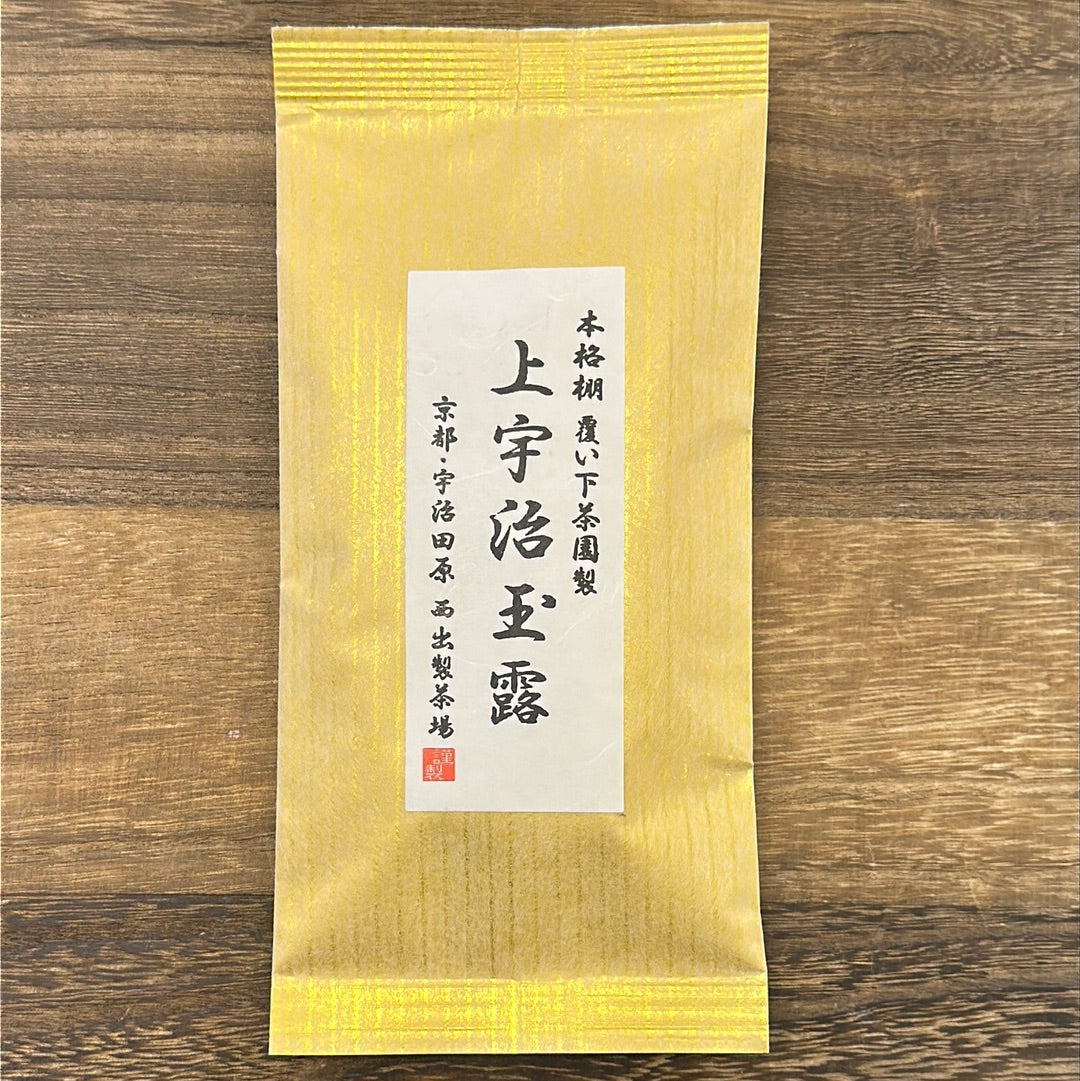 本格棚 覆い下茶園製
上宇治玉露
京都・宇治田原 西出製茶場
謹製